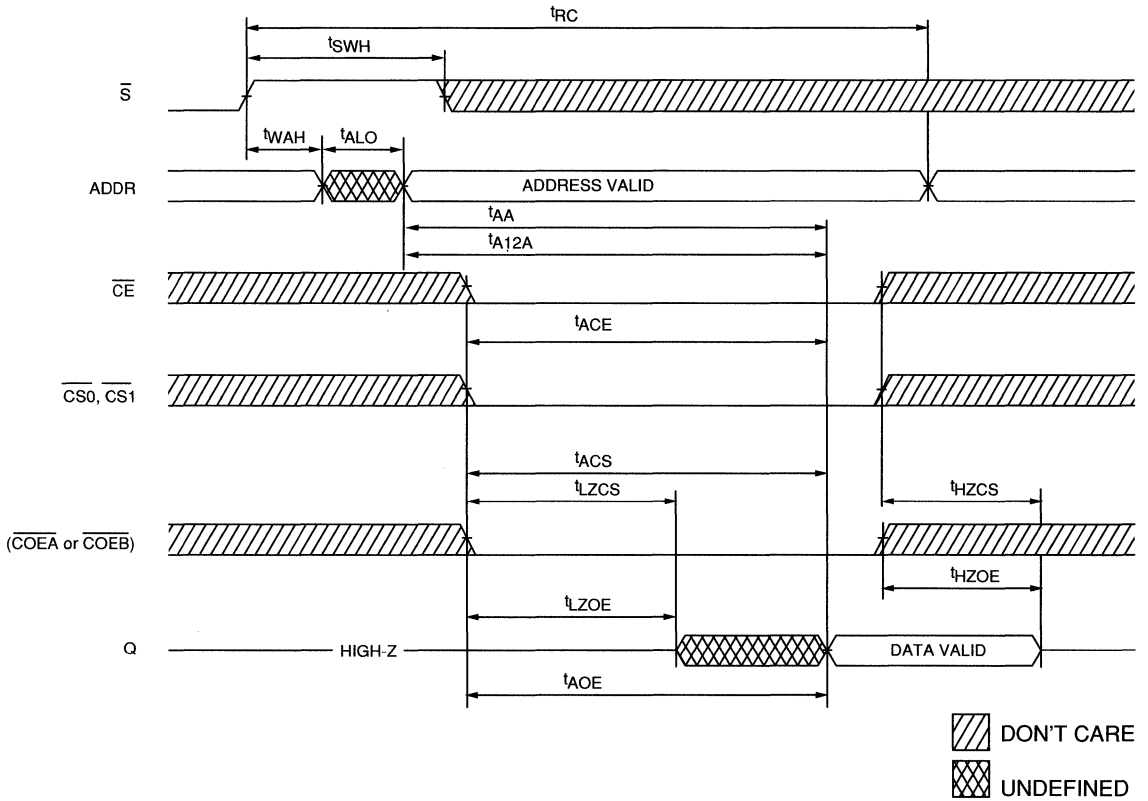 tRC
tSWH
S
tWAH tALO
ADDR ADDRESS VALID
tAA
tA12A
CE
tACE
CS0, CS1
tACS
tLZCS tHZCS
(COEA or COEB)
tHZOE
tLZOE
Q HIGH-Z DATA VALID
tAOE
DON'T CARE
UNDEFINED